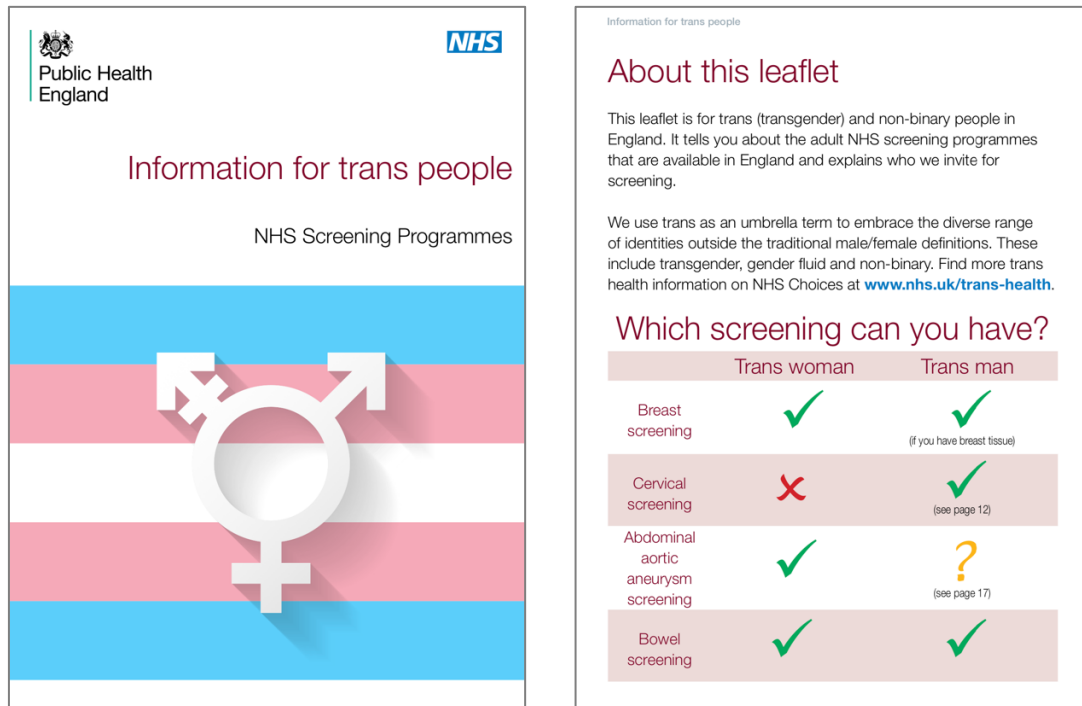 Public Health
England
NHS
Information for trans people
NHS Screening Programmes
Information for trans people
About this leaflet
This leaflet is for trans (transgender) and non-binary people in
England. It tells you about the adult NHS screening programmes
that are available in England and explains who we invite for
screening.
We use trans as an umbrella term to embrace the diverse range
of identities outside the traditional male/female definitions. These
include transgender, gender fluid and non-binary. Find more trans
health information on NHS Choices at www.nhs.uk/trans-health.
Which screening can you have?
Trans woman Trans man
Breast
screening
(if you have breast tissue)
Cervical
screening
(see page 12)
Abdominal
aortic
aneurysm
screening
?
(see page 17)
Bowel
screening